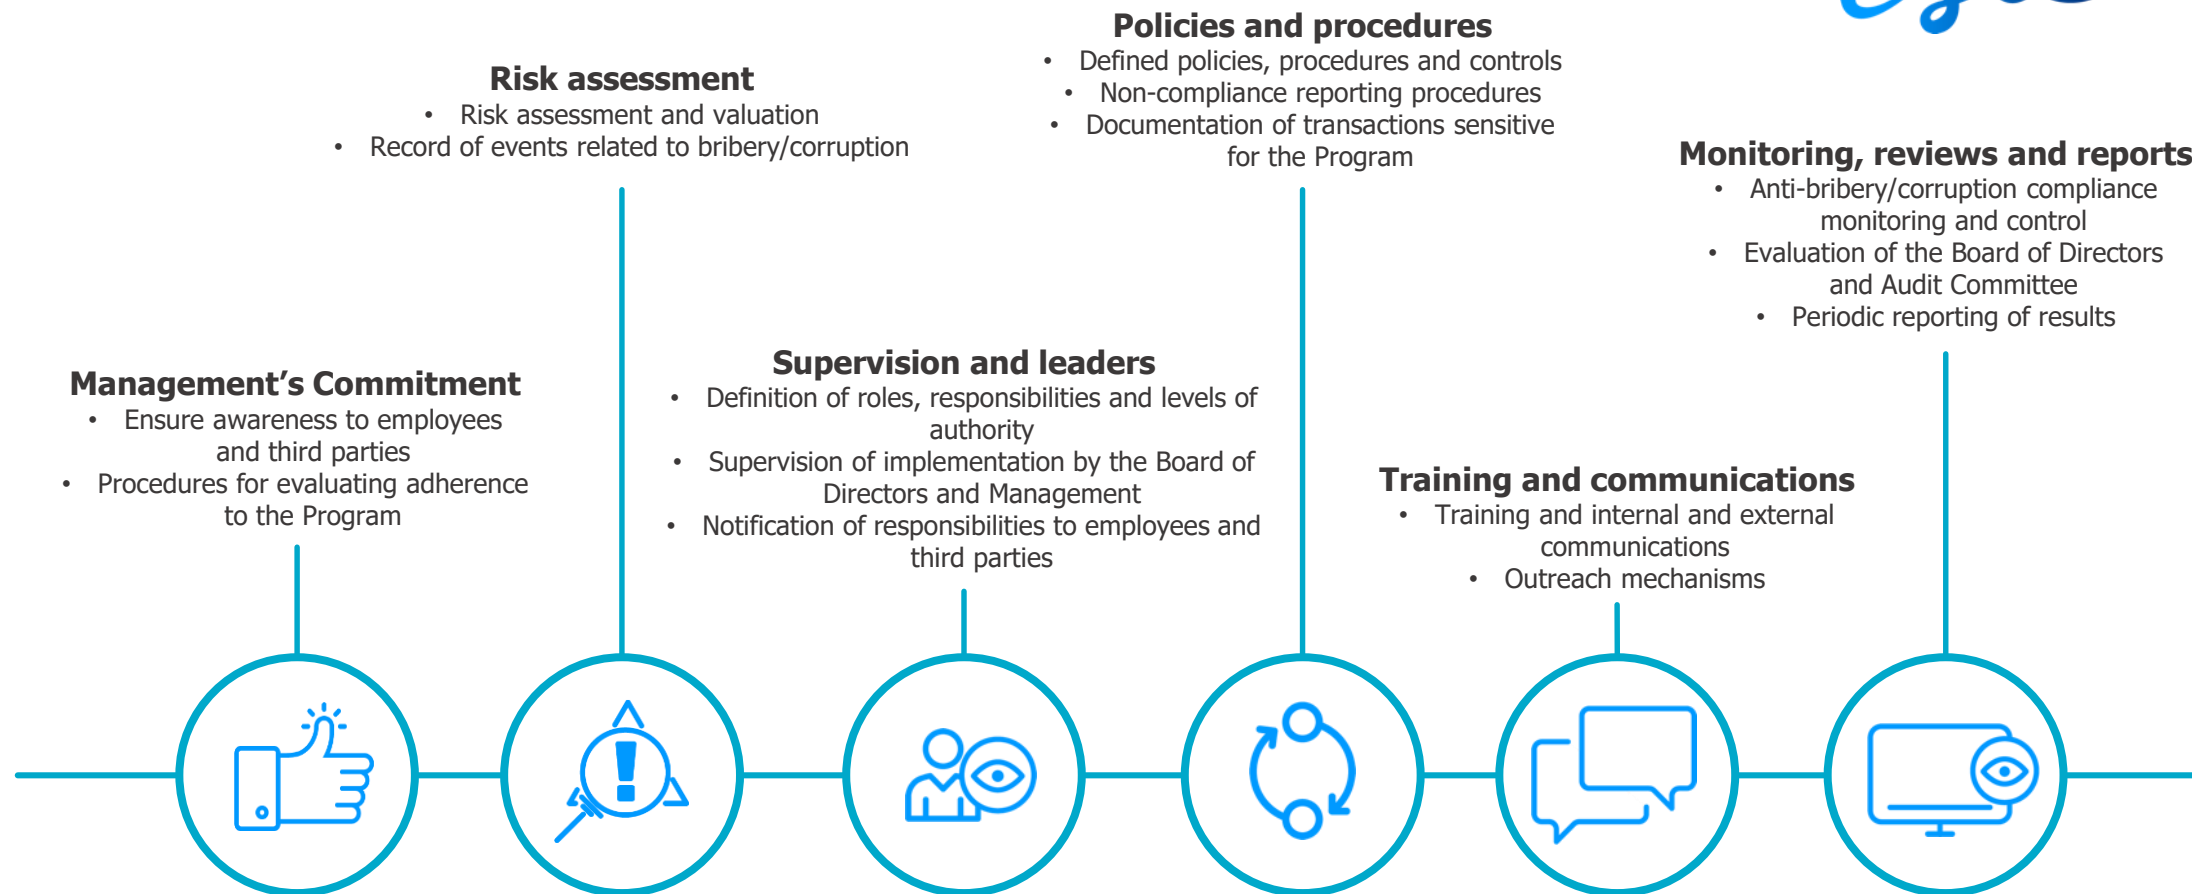 Management’s Commitment
• Ensure awareness to employees
and third parties
• Procedures for evaluating adherence
to the Program
Risk assessment
• Risk assessment and valuation
• Record of events related to bribery/corruption
Supervision and leaders
• Definition of roles, responsibilities and levels of
authority
• Supervision of implementation by the Board of
Directors and Management
• Notification of responsibilities to employees and
third parties
Policies and procedures
• Defined policies, procedures and controls
• Non-compliance reporting procedures
• Documentation of transactions sensitive
for the Program
Training and communications
• Training and internal and external
communications
• Outreach mechanisms
Monitoring, reviews and reports
• Anti-bribery/corruption compliance
monitoring and control
• Evaluation of the Board of Directors
and Audit Committee
• Periodic reporting of results